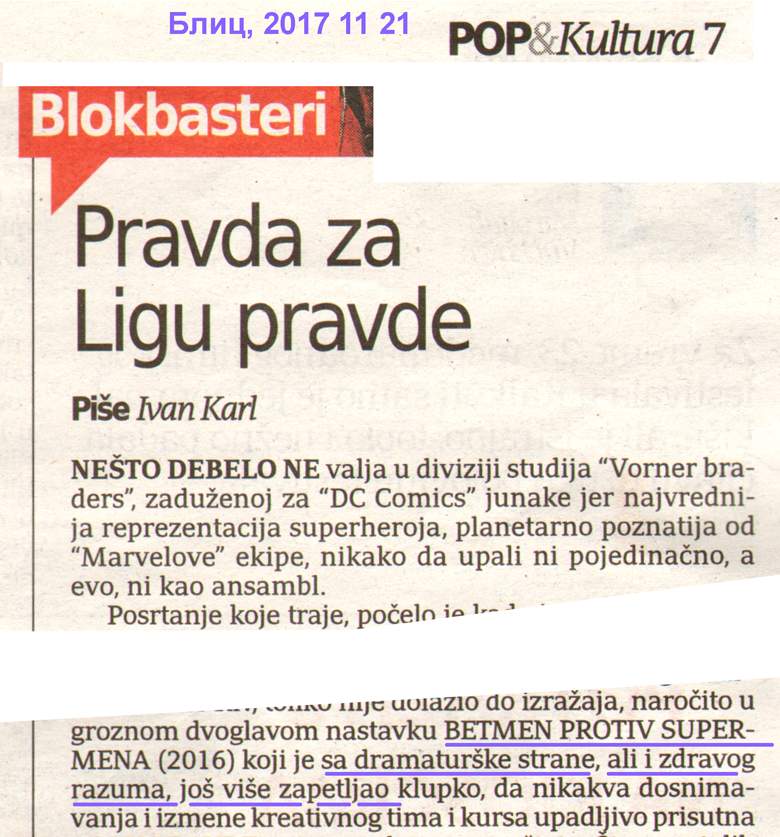 Блиц, 2017 11 21
POP&Kultura 7
Blokbasteri
Pravda za
Ligu pravde
Piše Ivan Karl
NEŠTO DEBELO NE valja u diviziji studija “Vorner bra-
ders”, zaduženoj za “DC Comics” junake jer najvredni-
ja reprezentacija superheroja, planetarno poznatija od
“Marvelove” ekipe, nikako da upali ni pojedinačno, a
evo, ni kao ansambl.
Posrtanje koje traje, počelo je
toliko nije dolazio do izražaja, naročito u
groznom dvoglavom nastavku BETMEN PROTIV SUPER-
MENA (2016) koji je sa dramaturške strane, ali i zdravog
razuma, još više zapetljao klupko, da nikakva dosnima-
vanja i izmene kreativnog tima i kursa upadljivo prisutna